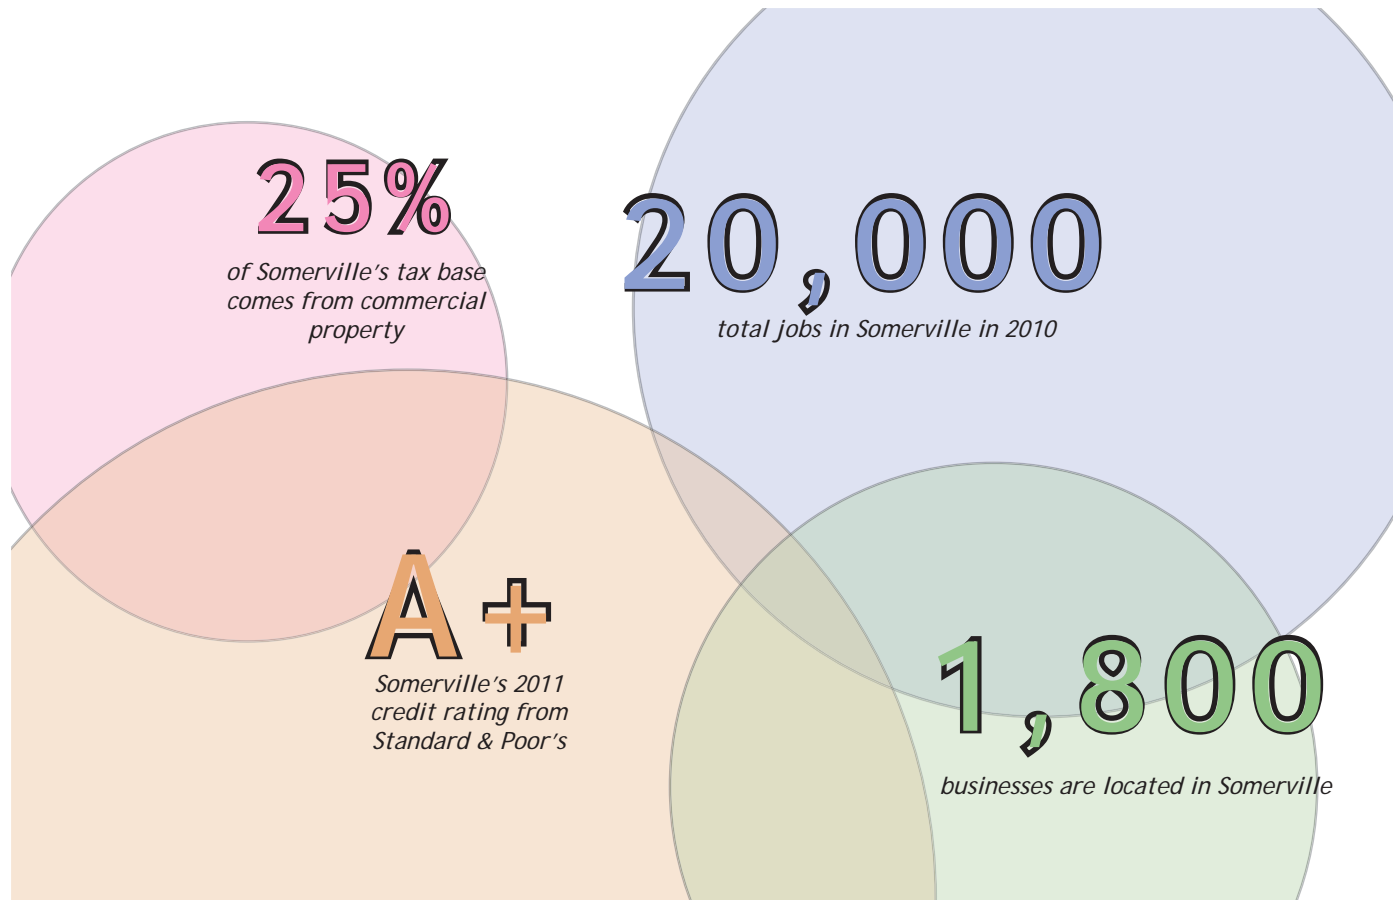 25%
of Somerville's tax base
comes from commercial
property
20,000
total jobs in Somerville in 2010
A+
Somerville's 2011
credit rating from
Standard & Poor's
1,800
businesses are located in Somerville